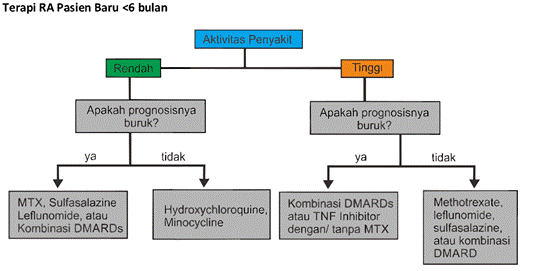 Terapi RA Pasien Baru <6 bulan
Aktivitas Penyakit
Rendah
Tinggi
Apakah prognosisnya
buruk?
Apakah prognosisnya
buruk?
ya
tidak
ya
tidak
MTX, Sulfasalazine
Leflunomide, atau
Kombinasi DMARDs
Hydroxychloroquine,
Minocycline
Kombinasi DMARDs
atau TNF Inhibitor
dengan/ tanpa MTX
Methotrexate,
leflunomide,
sulfasalazine,
atau kombinasi
DMARD